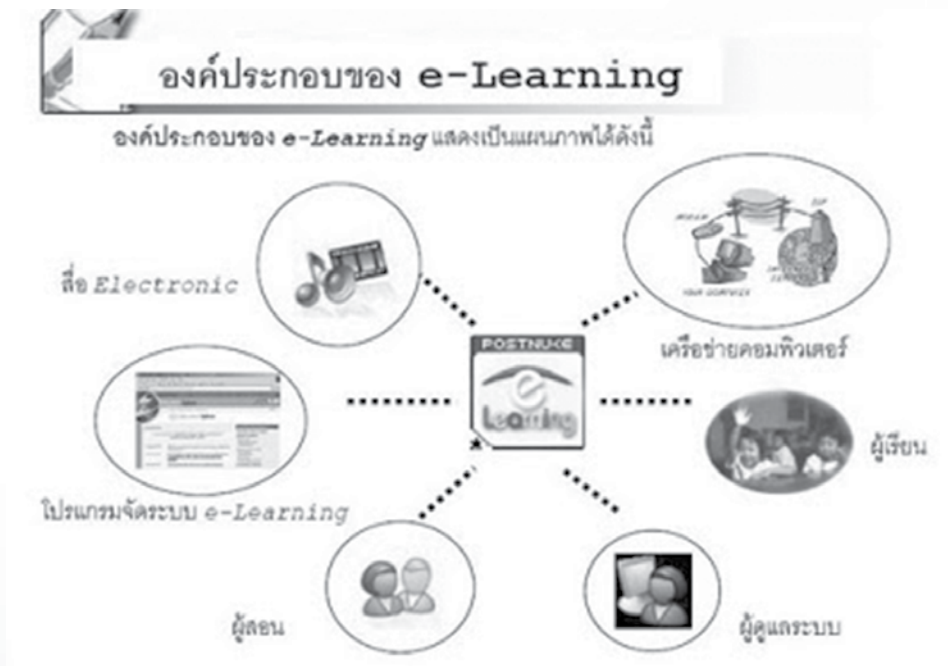 องค์ประกอบของ e-Learning
องค์ประกอบของ e-Learning แสดงเป็นแผนภาพได้ดังนี้
สื่อ Electronic
เครือข่ายคอมพิวเตอร์
POSTNUKE
e
Learning
ผู้เรียน
โปรแกรมจัดระบบ e-Learning
ผู้สอน
ผู้ดูแลระบบ